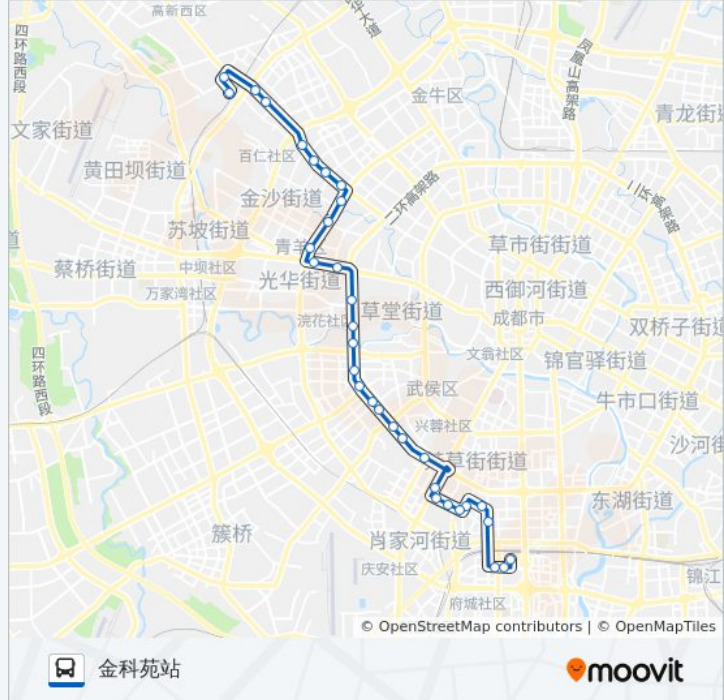 高新西区
四环路西段
华大道
凤凰山高架路
金牛区
青龙街
文家街道
百仁社区
黄田坝街道
金沙街道
二环高架路
二环高架路
苏坡街道
青羊区
草市街街道
道
蔡桥街道
中坝社区
光华街道
西御河街道
万家湾社区
浣花社区
草堂街道
成都市
双桥子街
四环路西段
文翁社区
锦官驿街道
武侯区
牛市口街道
兴蓉社区
沙河街
草街街道
东湖街道
簇桥
肖家河街道
庆安社区
锦江
府城社区
© OpenStreetMap contributors | © OpenMapTiles
金科苑站
moovit